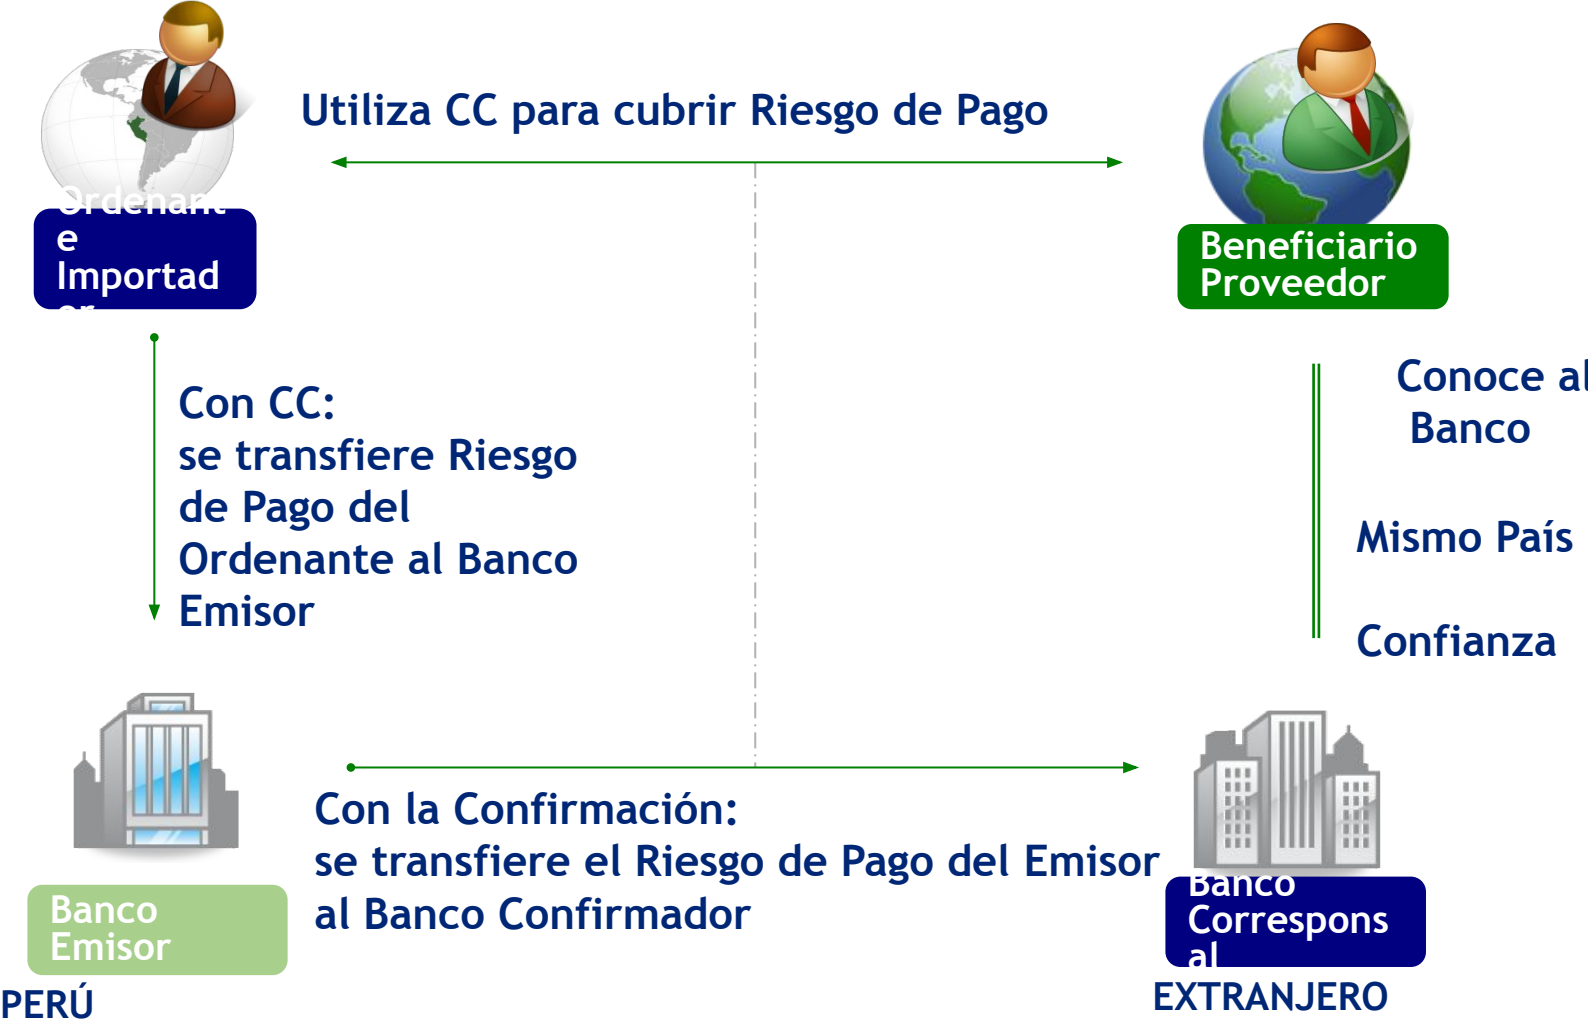 Utiliza CC para cubrir Riesgo de Pago
Ordenant
e
Importad
or
Beneficiario
Proveedor
Con CC:
se transfiere Riesgo
de Pago del
Ordenante al Banco
Emisor
Conoce al
Banco
Mismo País
Confianza
Con la Confirmación:
se transfiere el Riesgo de Pago del Emisor
al Banco Confirmador
Banco
Emisor
PERÚ
Banco
Correspons
al
EXTRANJERO